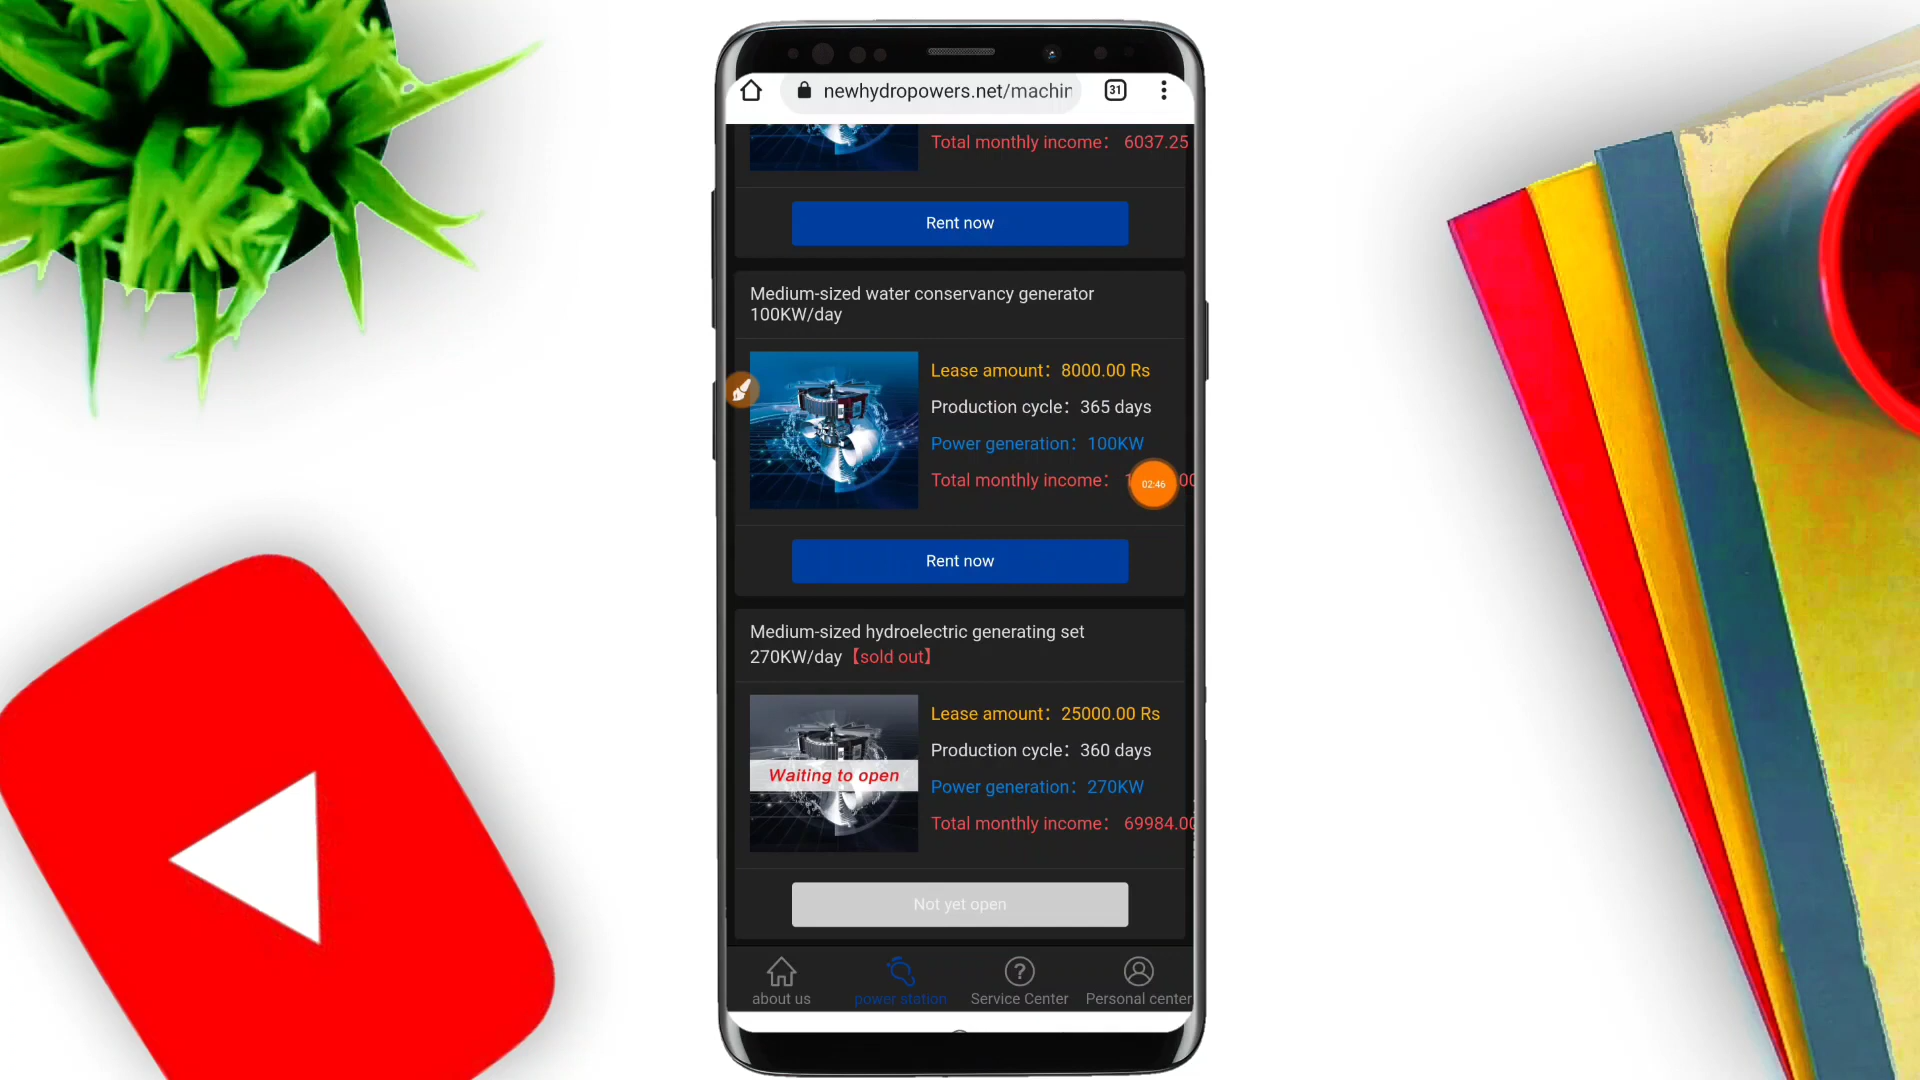 newhydropowers.net/machin
31
Total monthly income： 6037.25
Rent now
Medium-sized water conservancy generator
100KW/day
Lease amount：8000.00 Rs
Production cycle：365 days
Power generation：100KW
Total monthly income：
02:46
Rent now
Medium-sized hydroelectric generating set
270KW/day【sold out】
Lease amount：25000.00 Rs
Production cycle：360 days
Waiting to open
Power generation：270KW
Total monthly income： 69984.00
Not yet open
about us
power station
Service Center
Personal center